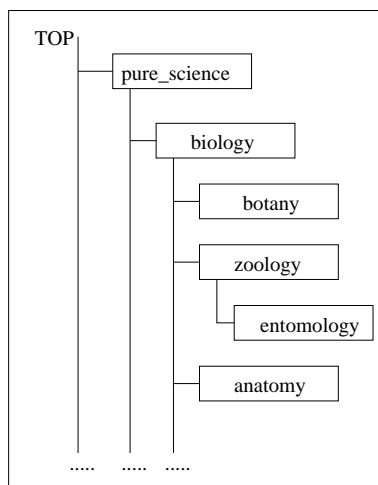 TOP
pure_science
biology
botany
zoology
entomology
anatomy
..... ..... .....